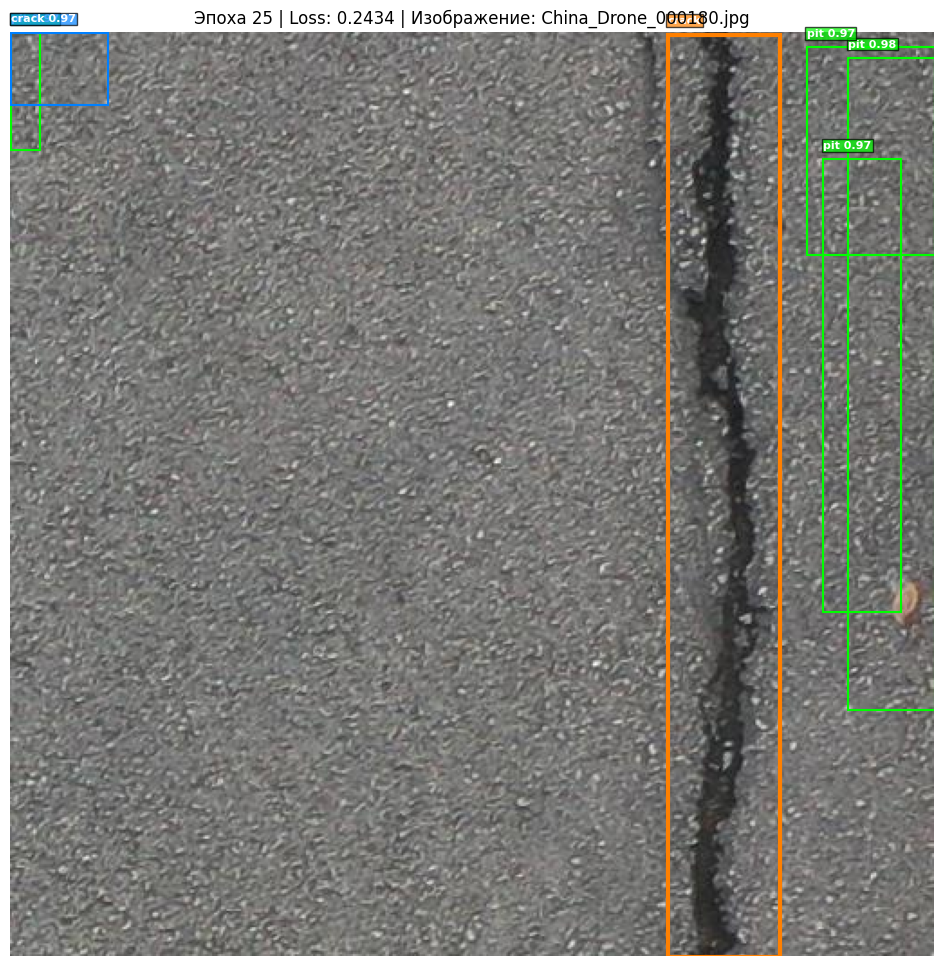 Эпоха 25 | Loss: 0.2434 | Изображение: China_Drone_000180.jpg
crack 0.97
pit 0.97
pit 0.98
pit 0.97